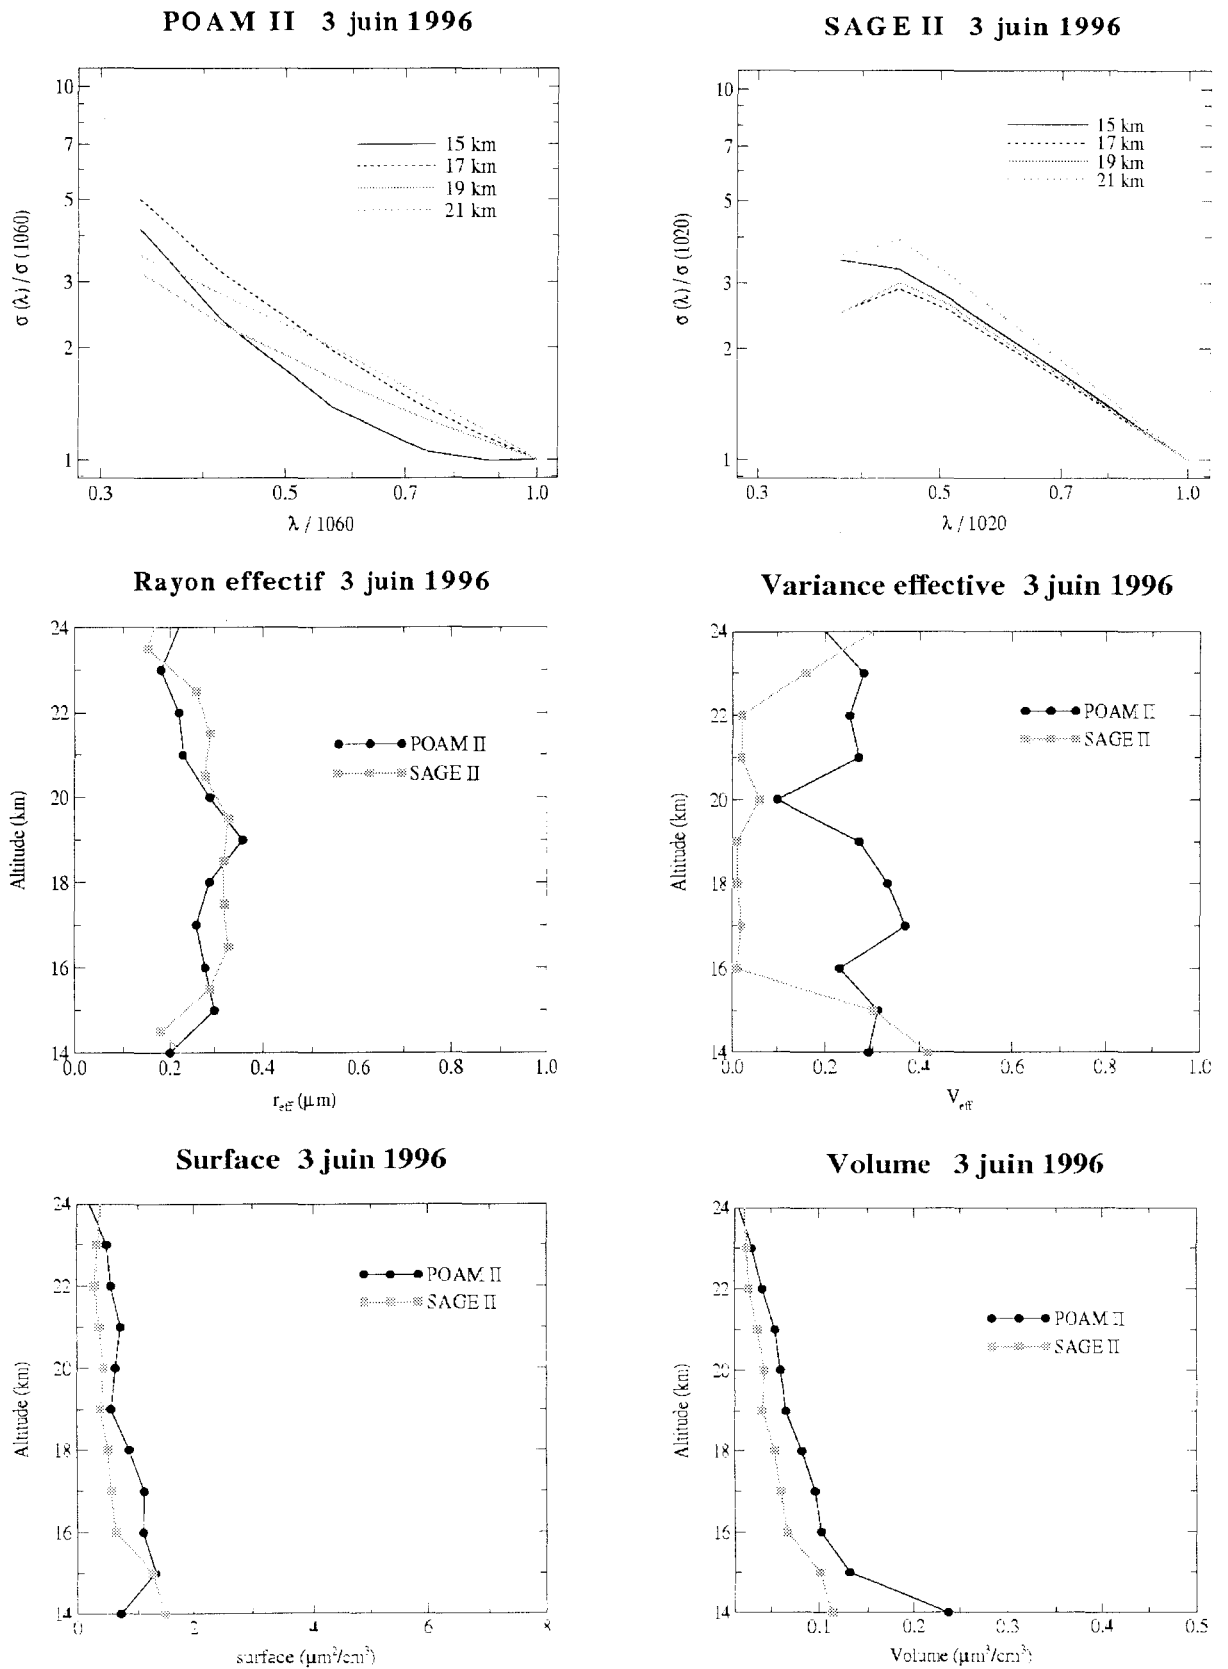 POAM II 3 juin 1996
10
7
5
3
2
1
σ (λ) / σ (1060)
15 km
17 km
19 km
21 km
0.3
0.5
0.7
1.0
λ / 1060
SAGE II 3 juin 1996
10
7
5
3
2
1
σ (λ) / σ (1020)
15 km
17 km
19 km
21 km
0.3
0.5
0.7
1.0
λ / 1020
Rayon effectif 3 juin 1996
24
22
20
18
16
14
Altitude (km)
POAM II
SAGE II
0.0
0.2
0.4
0.6
0.8
1.0
r_eff (μm)
Variance effective 3 juin 1996
24
22
20
18
16
14
Altitude (km)
POAM II
SAGE II
0.0
0.2
0.4
0.6
0.8
1.0
V_eff
Surface 3 juin 1996
24
22
20
18
16
14
Altitude (km)
POAM II
SAGE II
0
2
6
8
surface (μm²/cm³)
Volume 3 juin 1996
24
22
20
18
16
14
Altitude (km)
POAM II
SAGE II
0.1
0.2
0.3
0.4
0.5
Volume (μm³/cm³)